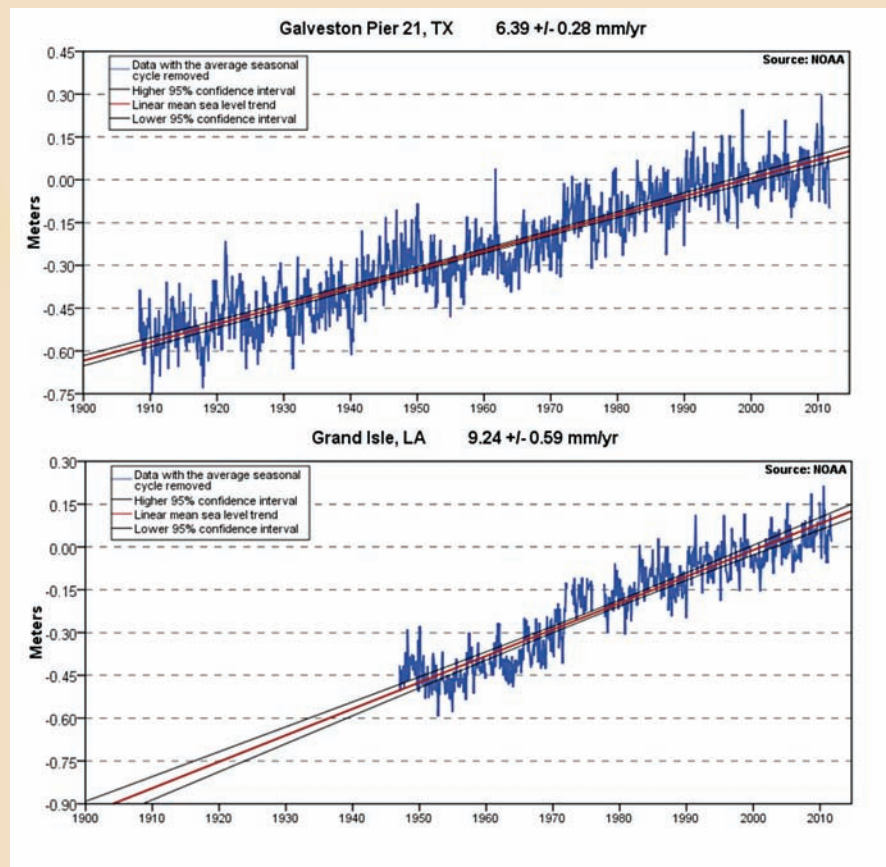 Galveston Pier 21, TX 6.39 +/- 0.28 mm/yr
Source: NOAA
Data with the average seasonal
cycle removed
Higher 95% confidence interval
Linear mean sea level trend
Lower 95% confidence interval
Meters
0.45
0.30
0.15
0.00
-0.15
-0.30
-0.45
-0.60
-0.75
1900 1910 1920 1930 1940 1950 1960 1970 1980 1990 2000 2010
Grand Isle, LA 9.24 +/- 0.59 mm/yr
Source: NOAA
Data with the average seasonal
cycle removed
Higher 95% confidence interval
Linear mean sea level trend
Lower 95% confidence interval
Meters
0.30
0.15
0.00
-0.15
-0.30
-0.45
-0.60
-0.75
-0.90
1900 1910 1920 1930 1940 1950 1960 1970 1980 1990 2000 2010